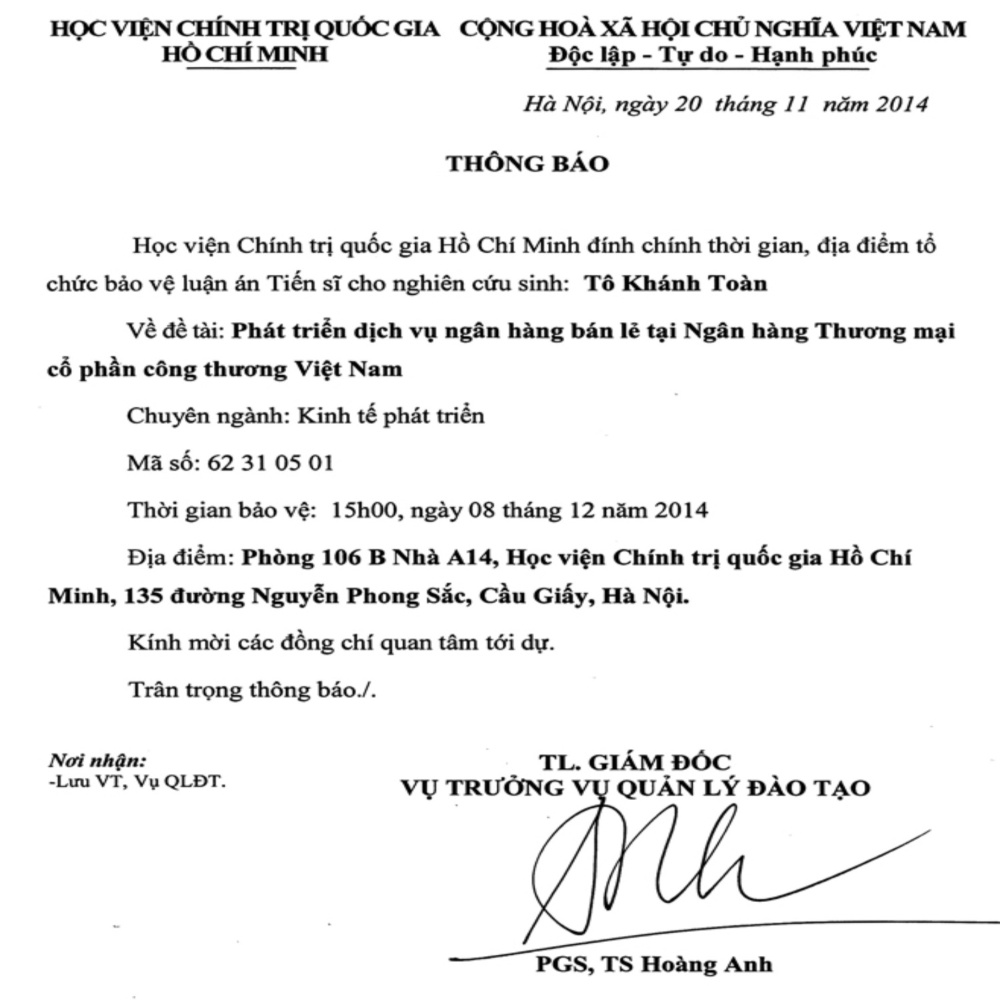 HỌC VIỆN CHÍNH TRỊ QUỐC GIA
HỒ CHÍ MINH
CỘNG HOÀ XÃ HỘI CHỦ NGHĨA VIỆT NAM
Độc lập - Tự do - Hạnh phúc
Hà Nội, ngày 20 tháng 11 năm 2014
THÔNG BÁO
Học viện Chính trị quốc gia Hồ Chí Minh đính chính thời gian, địa điểm tổ
chức bảo vệ luận án Tiến sĩ cho nghiên cứu sinh: Tô Khánh Toàn
Về đề tài: Phát triển dịch vụ ngân hàng bán lẻ tại Ngân hàng Thương mại
cổ phần công thương Việt Nam
Chuyên ngành: Kinh tế phát triển
Mã số: 62 31 05 01
Thời gian bảo vệ: 15h00, ngày 08 tháng 12 năm 2014
Địa điểm: Phòng 106 B Nhà A14, Học viện Chính trị quốc gia Hồ Chí
Minh, 135 đường Nguyễn Phong Sắc, Cầu Giấy, Hà Nội.
Kính mời các đồng chí quan tâm tới dự.
Trân trọng thông báo./.
Nơi nhận:
-Lưu VT, Vụ QLĐT.
TL. GIÁM ĐỐC
VỤ TRƯỞNG VỤ QUẢN LÝ ĐÀO TẠO
PGS, TS Hoàng Anh